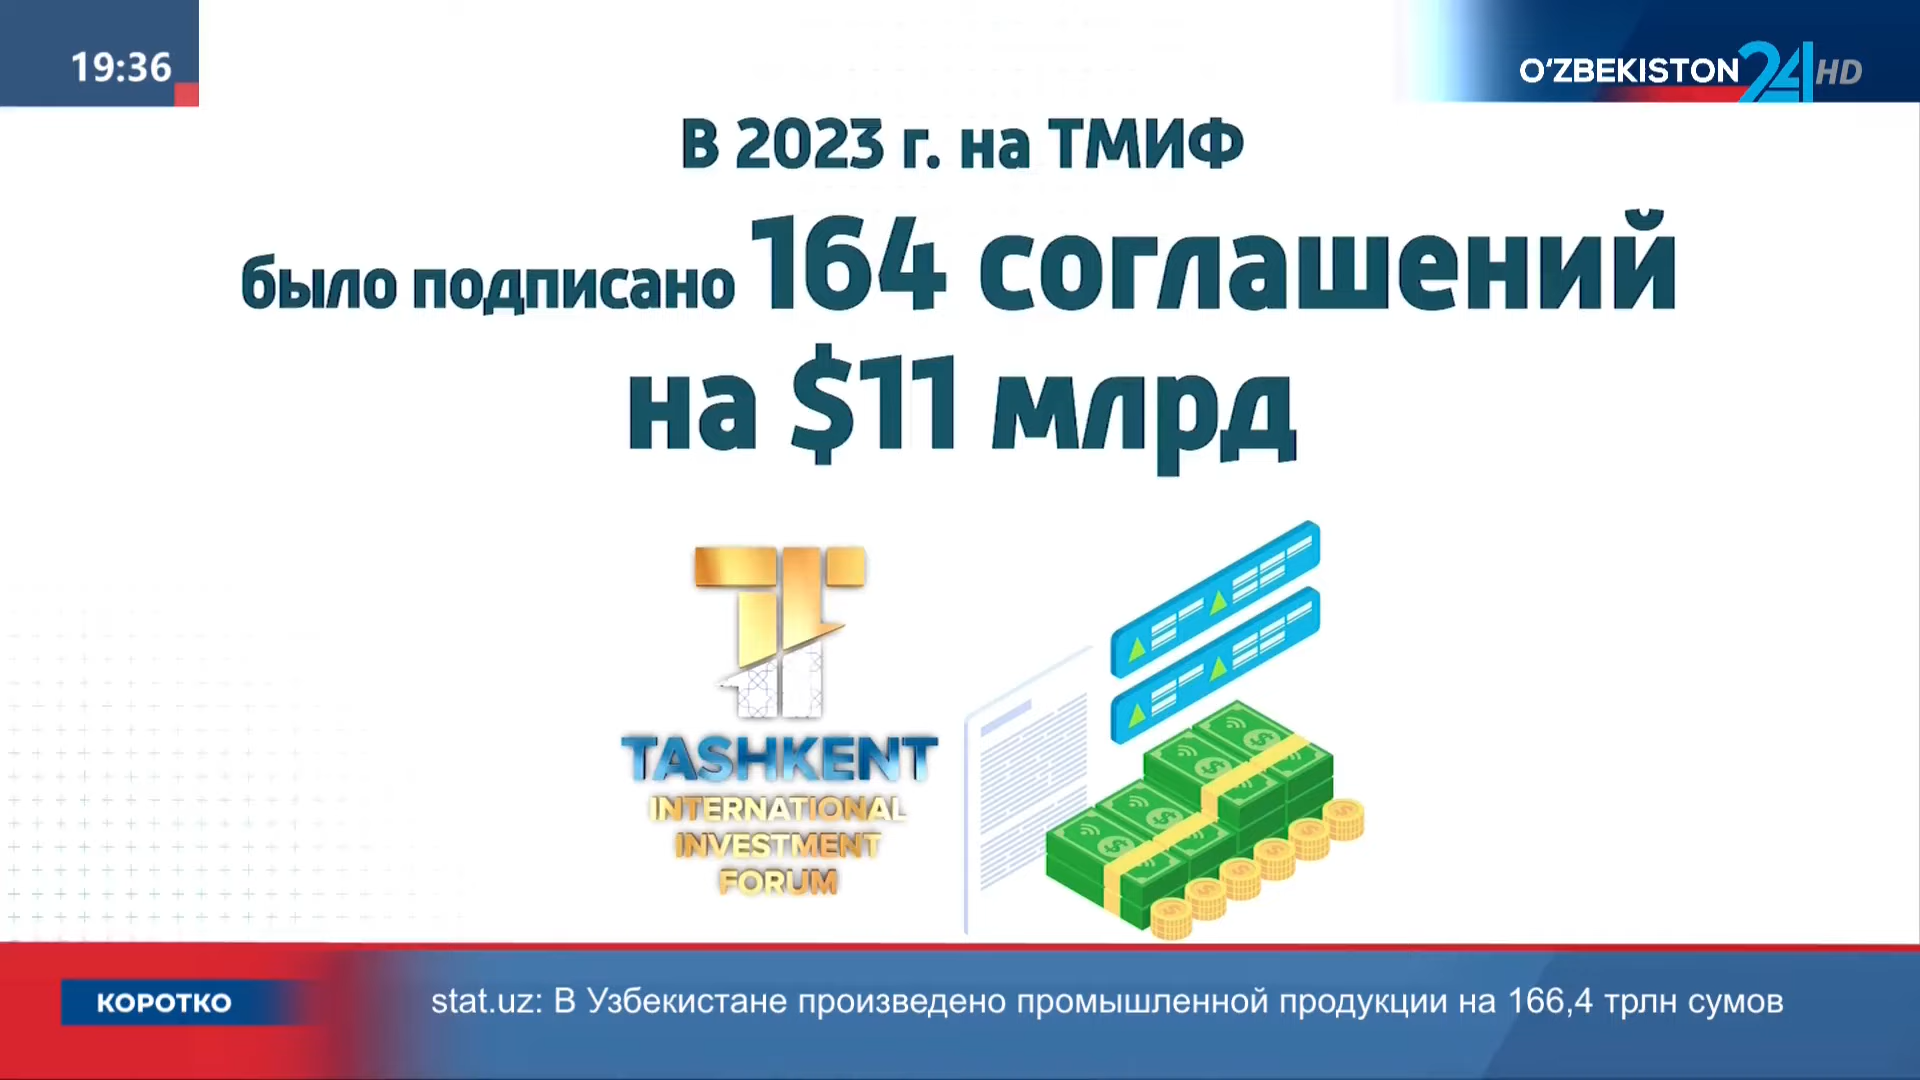 19:36
O‘ZBEKISTON 24 HD
В 2023 г. на ТМИФ
было подписано 164 соглашений
на $11 млрд
TASHKENT
INTERNATIONAL
INVESTMENT
FORUM
КОРОТКО
stat.uz: В Узбекистане произведено промышленной продукции на 166,4 трлн сумов